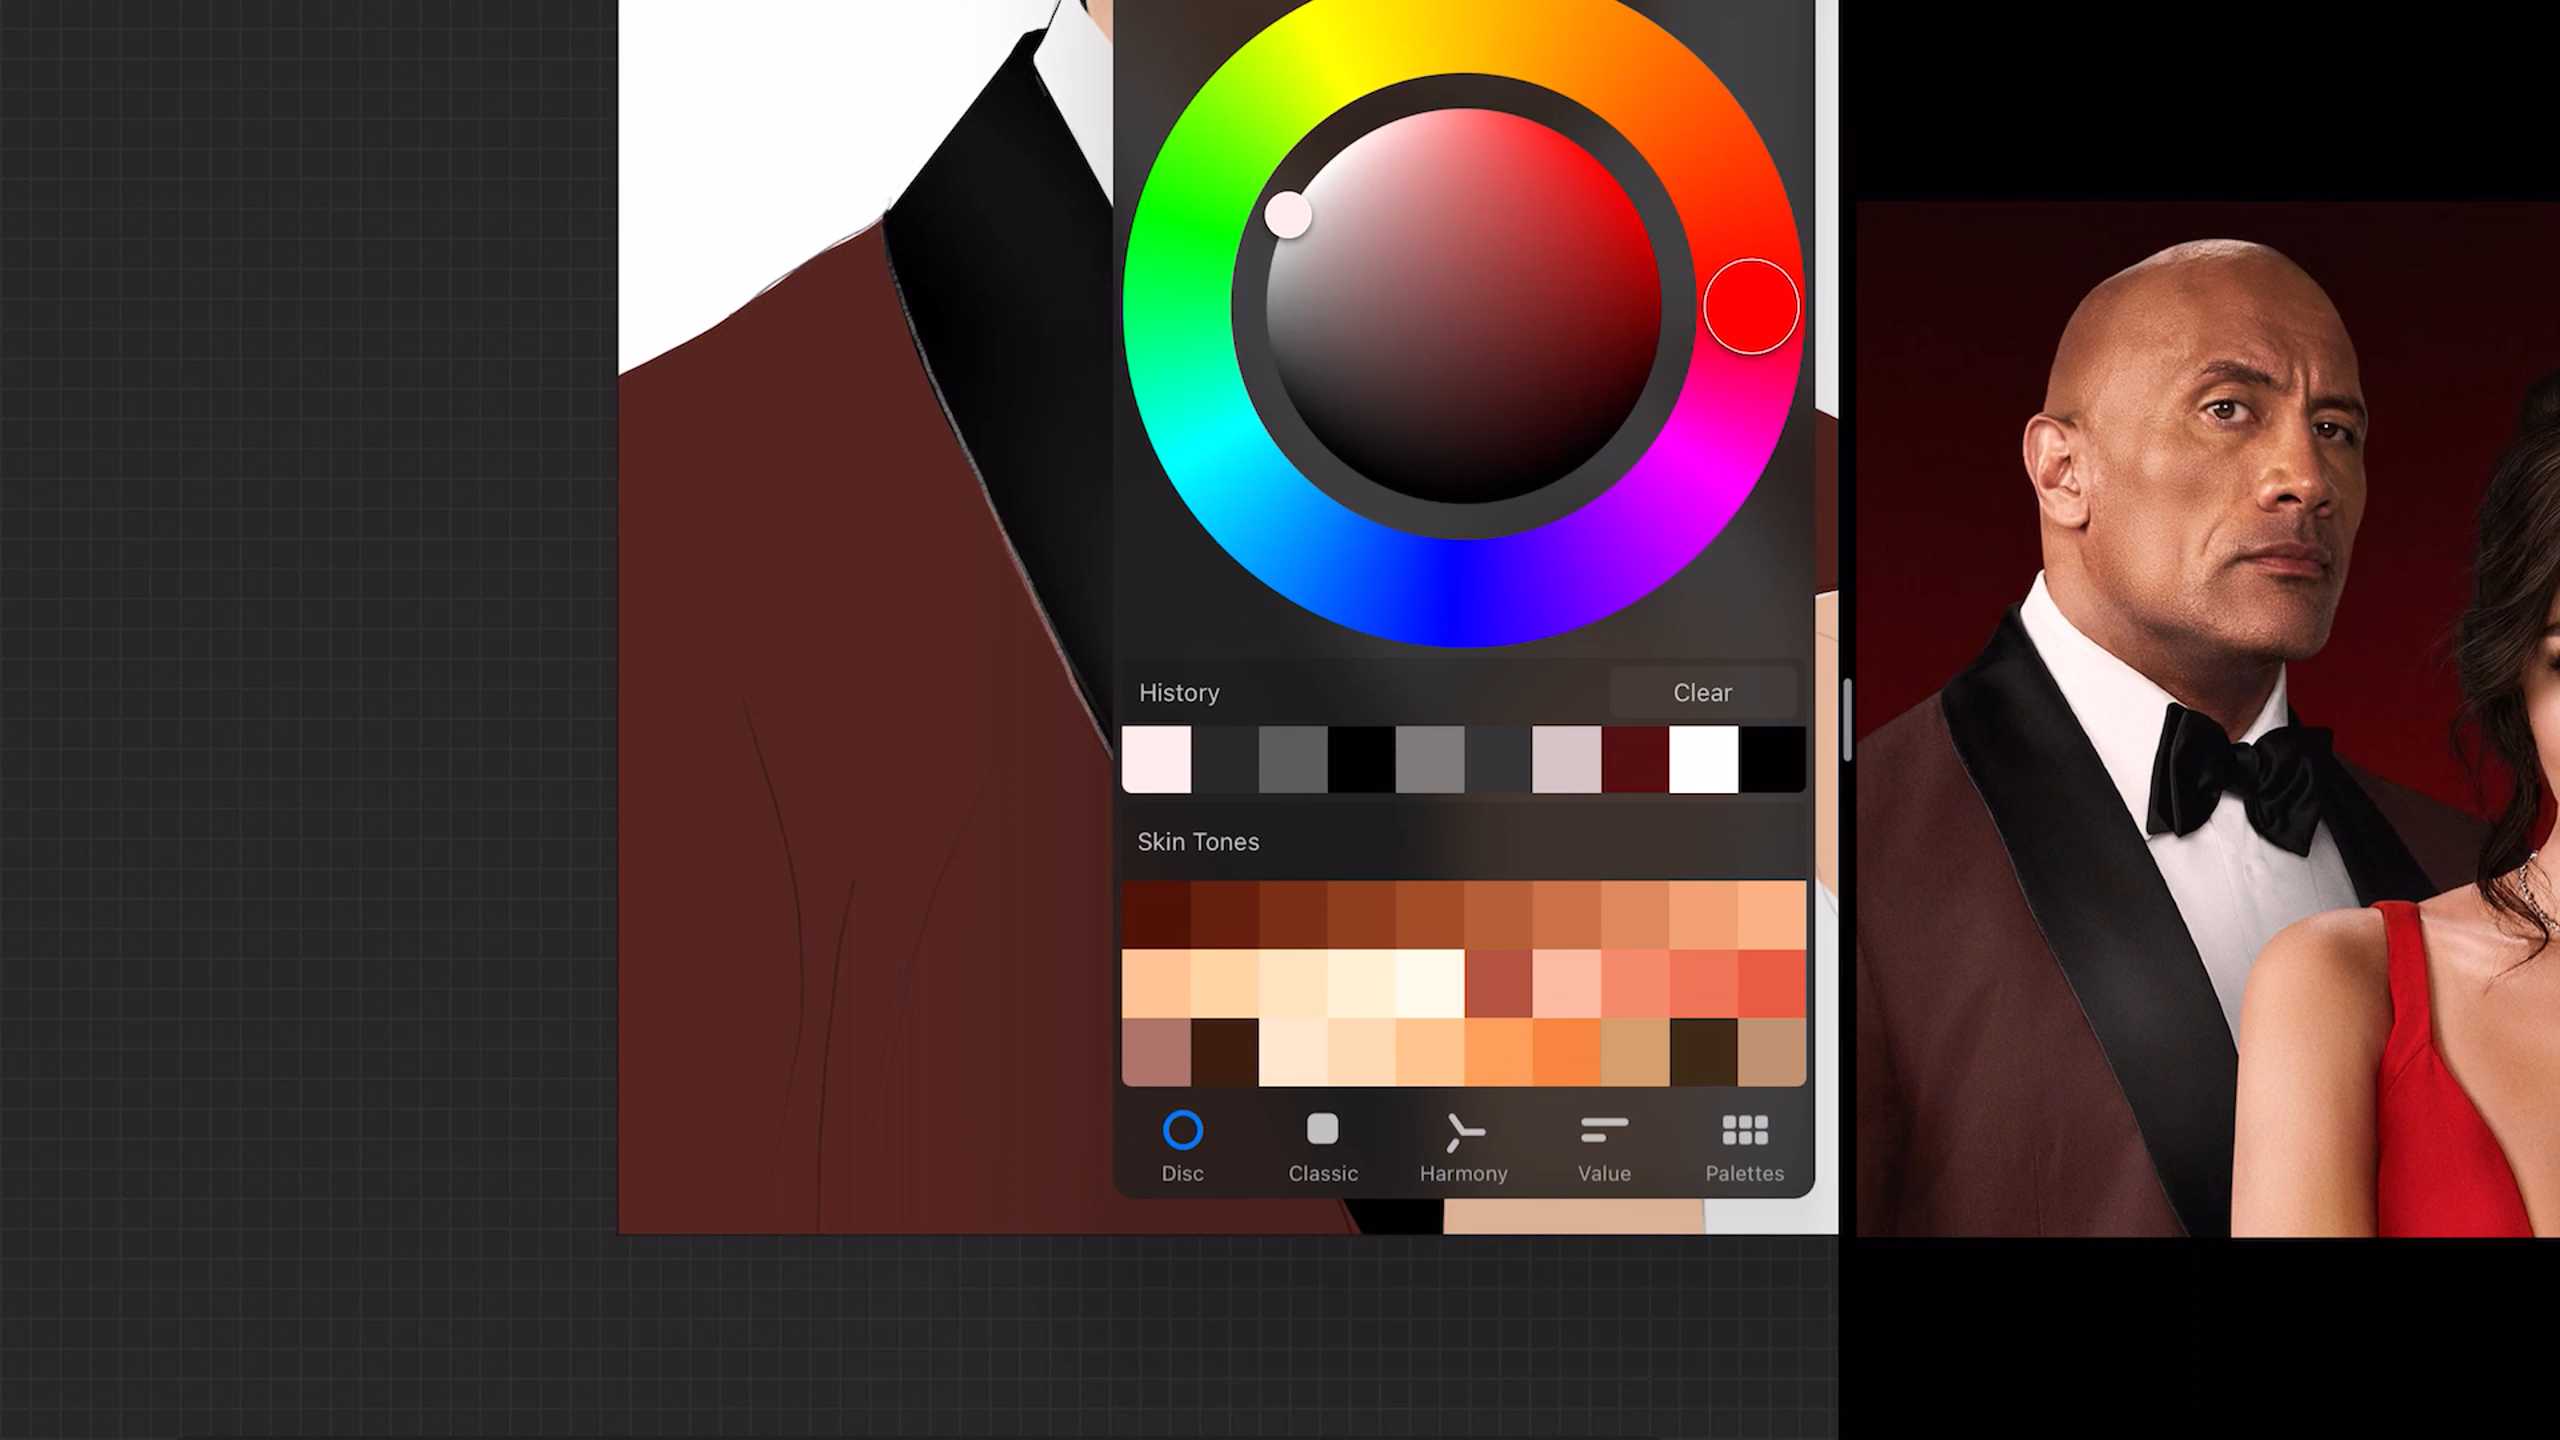 History
Clear
Skin Tones
Disc
Classic
Harmony
Value
Palettes